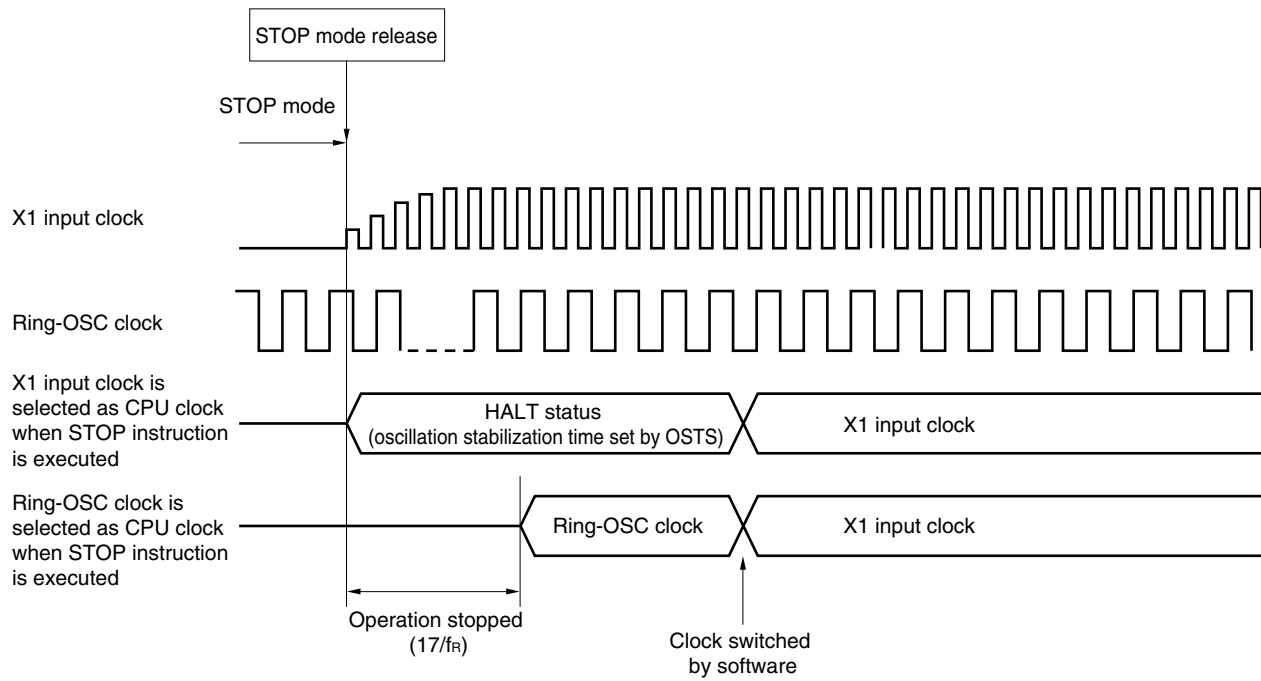 STOP mode release
STOP mode
X1 input clock
Ring-OSC clock
X1 input clock is
selected as CPU clock
when STOP instruction
is executed
HALT status
(oscillation stabilization time set by OSTS)
X1 input clock
Ring-OSC clock is
selected as CPU clock
when STOP instruction
is executed
Ring-OSC clock
X1 input clock
Operation stopped
(17/fR)
Clock switched
by software